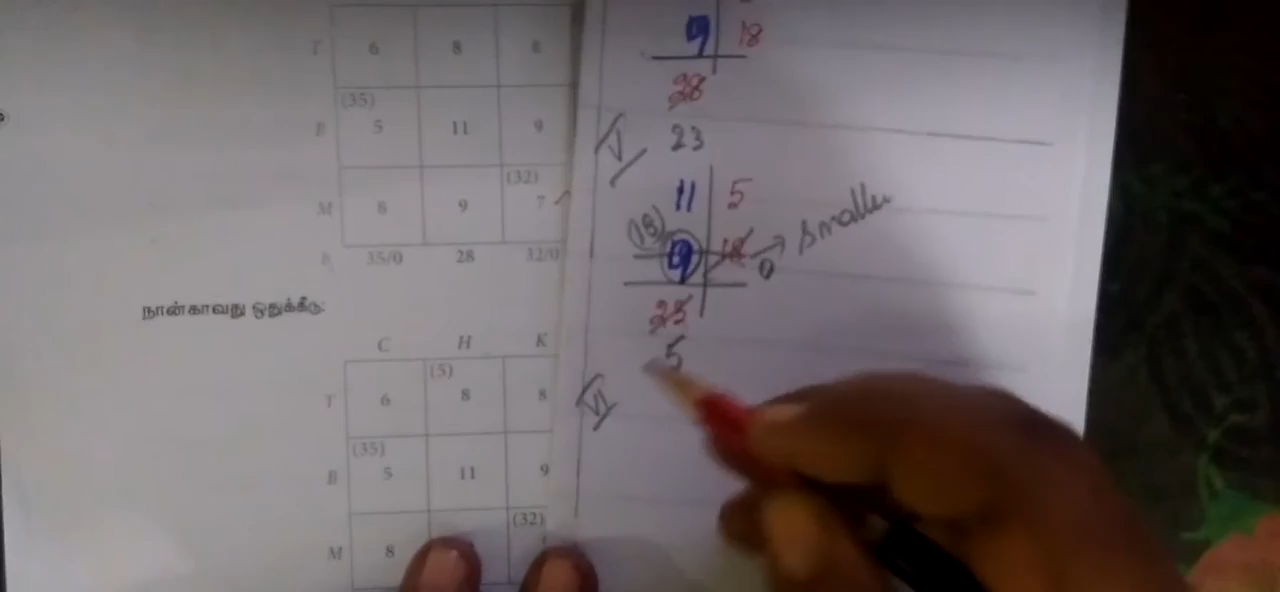 T 6 8 8
(35)
B 5 11 9
(32)
M 8 9 7
35/0 28 32/0
நான்காவது ஒதுக்கீடு:
C H K
(5)
T 6 8 8
(35)
B 5 11 9
(32)
M 8
9 18
28
V 23
11 5
(18) 9 18 → smaller
0
23
5
VI